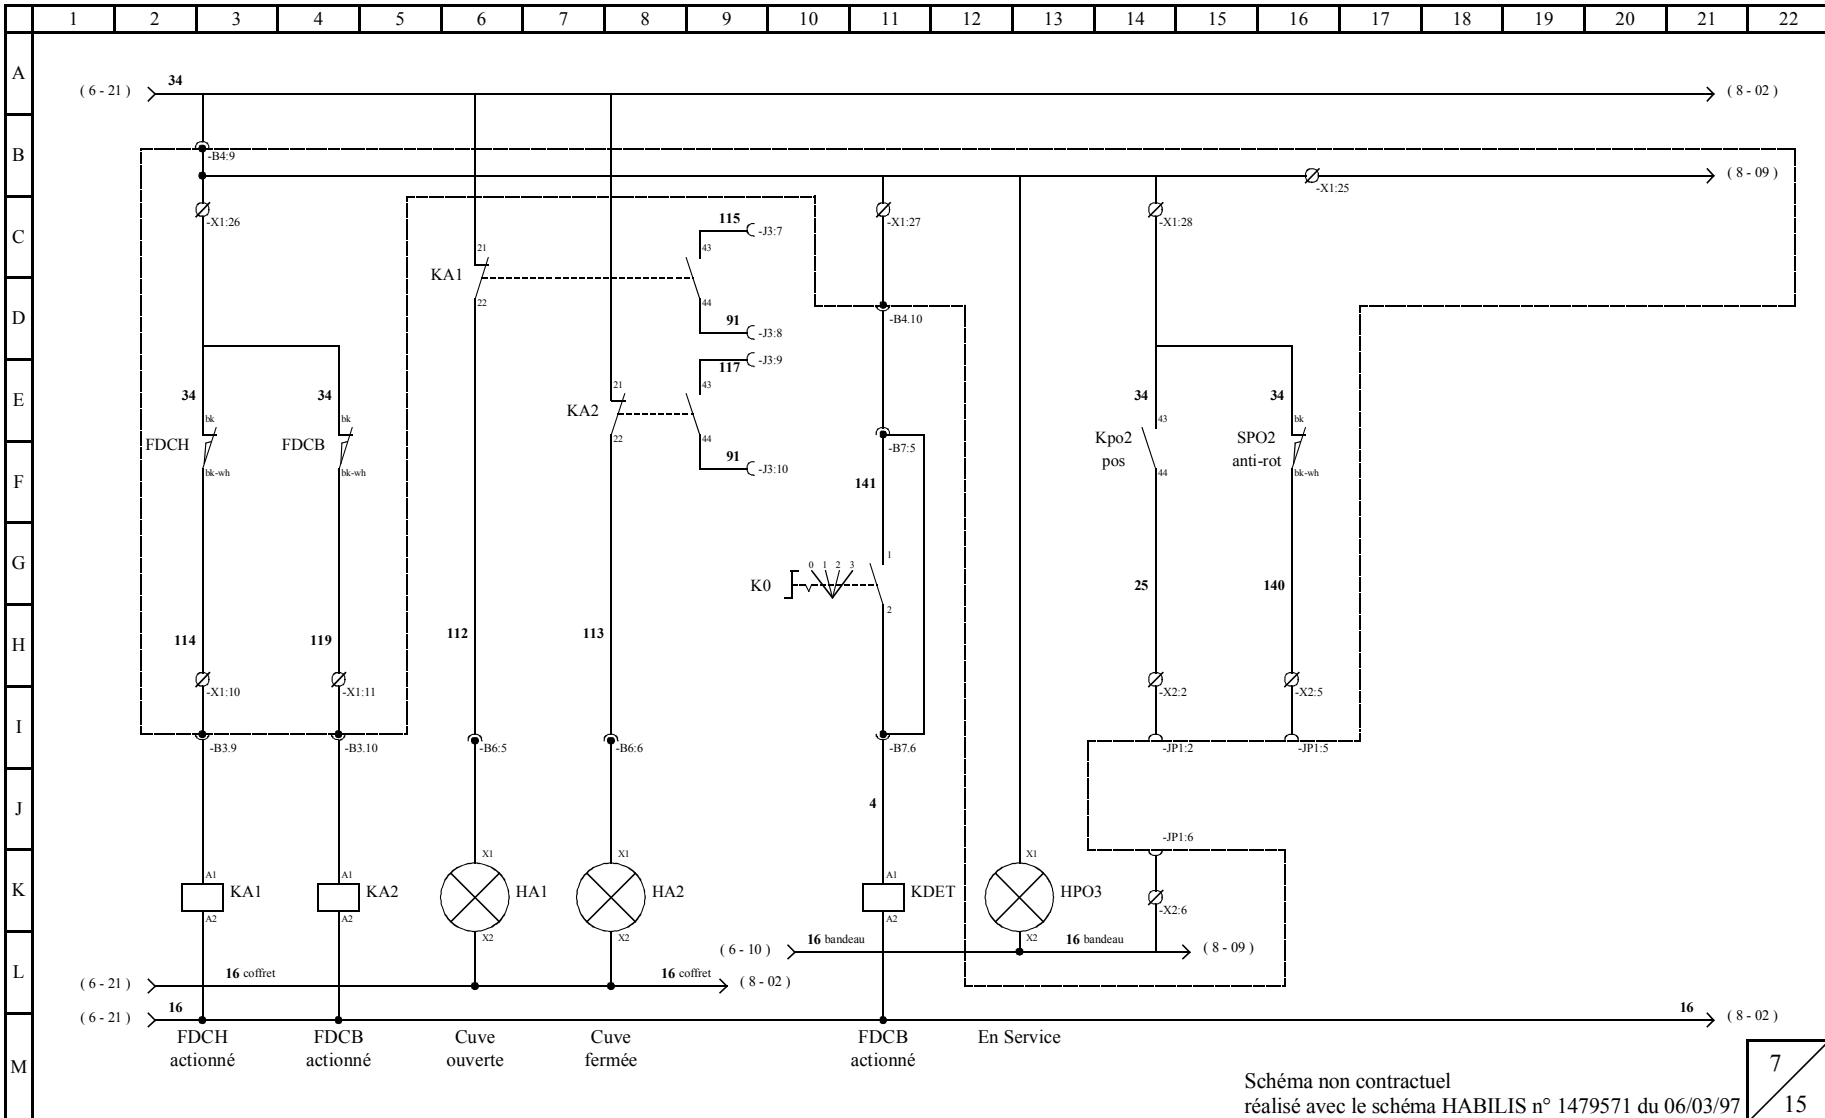 1 2 3 4 5 6 7 8 9 10 11 12 13 14 15 16 17 18 19 20 21 22
A
( 6 - 21 ) 34 ( 8 - 02 )
B
-B4:9
( 8 - 09 )
-X1:25
C
-X1:26
115
-J3:7
-X1:27
-X1:28
21
43
KA1
22
44
D
91
-J3:8
-B4.10
117
-J3:9
E
34
34
21
43
34
34
bk
bk
KA2
43
bk
FDCH
FDCB
22
44
-B7:5
Kpo2
pos
SPO2
anti-rot
91
-J3:10
F
bk-wh
bk-wh
141
44
bk-wh
G
K0
0 1 2 3
1
2
25
140
H
114
119
112
113
-X1:10
-X1:11
-X2:2
-X2:5
I
-B3.9
-B3.10
-B6:5
-B6:6
-B7.6
-JP1:2
-JP1:5
J
4
-JP1:6
K
A1
KA1
A2
A1
KA2
A2
X1
HA1
X2
X1
HA2
X2
A1
KDET
A2
X1
HPO3
X2
-X2:6
( 6 - 10 ) 16 bandeau 16 bandeau ( 8 - 09 )
L
( 6 - 21 ) 16 coffret 16 coffret ( 8 - 02 )
( 6 - 21 ) 16 16 ( 8 - 02 )
M
FDCH
actionné
FDCB
actionné
Cuve
ouverte
Cuve
fermée
FDCB
actionné
En Service
Schéma non contractuel
réalisé avec le schéma HABILIS n° 1479571 du 06/03/97
7
15